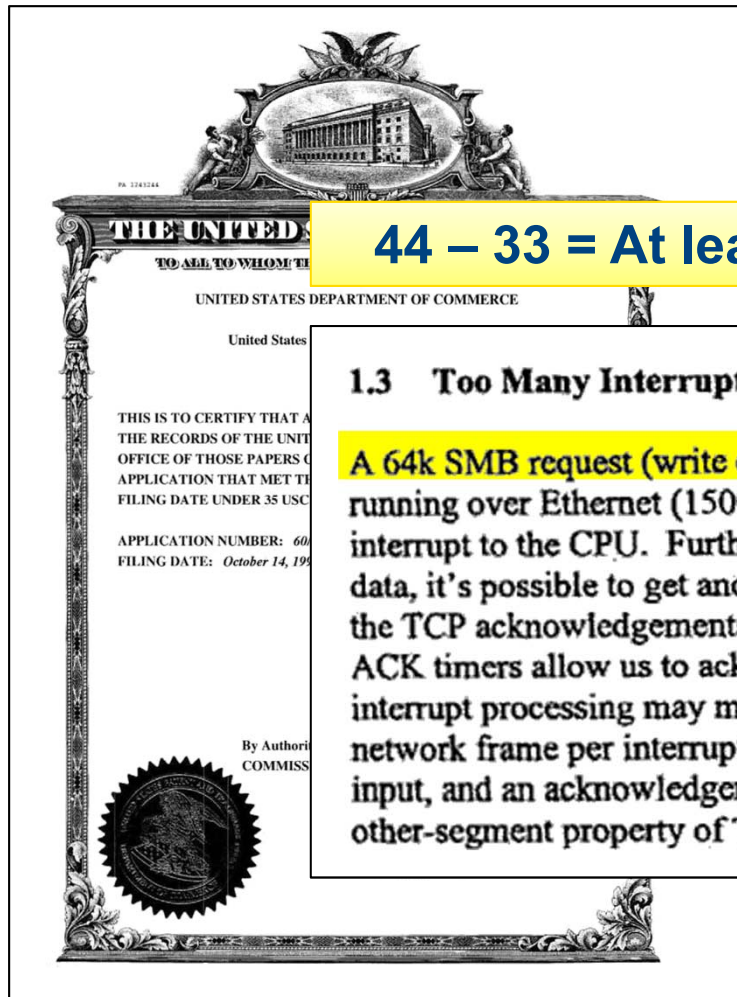 PA 1243244
THE UNITED
TO ALL TO WHOM
44 – 33 = At lea
UNITED STATES DEPARTMENT OF COMMERCE
United States
THIS IS TO CERTIFY THAT A
THE RECORDS OF THE UNIT
OFFICE OF THOSE PAPERS
APPLICATION THAT MET
FILING DATE UNDER 35 USC
APPLICATION NUMBER: 60/
FILING DATE: October 14, 199
By Authori
COMMISS
1.3 Too Many Interrupt
A 64k SMB request (write
running over Ethernet (150
interrupt to the CPU. Furth
data, it's possible to get and
the TCP acknowledgement
ACK timers allow us to ack
interrupt processing may m
network frame per interrup
input, and an acknowledge
other-segment property of